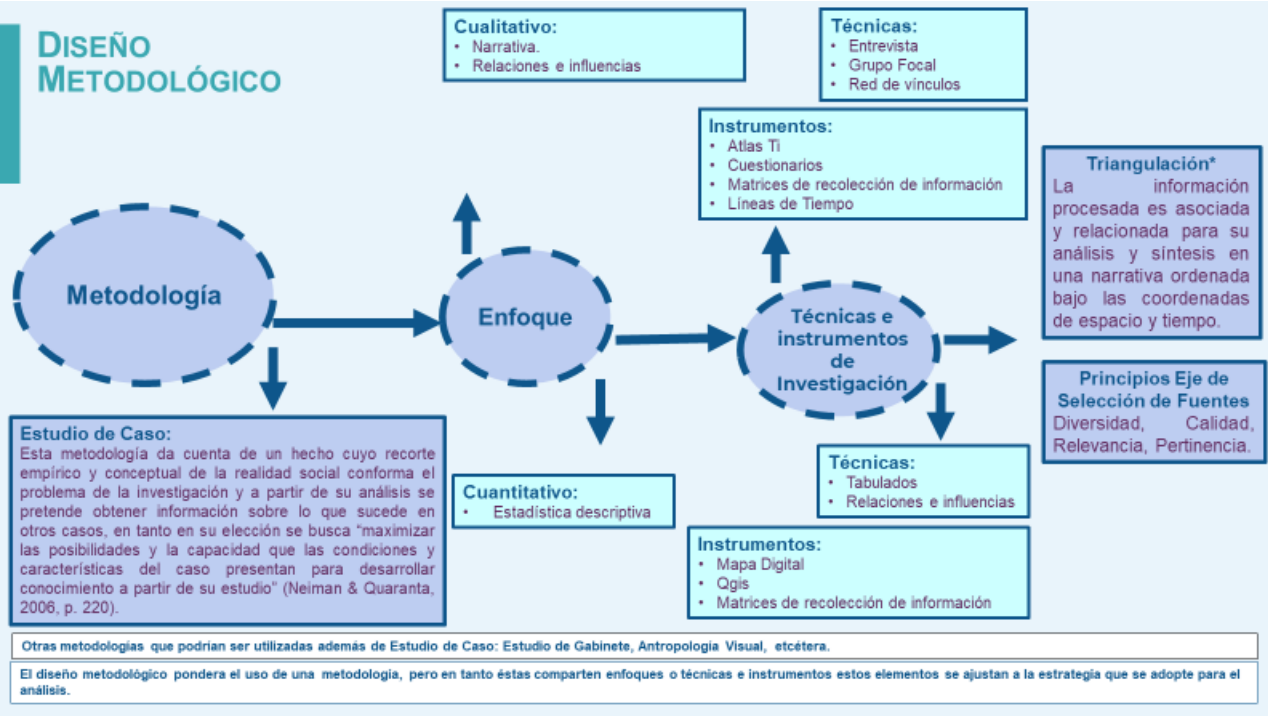 DISEÑO
METODOLÓGICO
Cualitativo:
• Narrativa.
• Relaciones e influencias
Técnicas:
• Entrevista
• Grupo Focal
• Red de vínculos
Instrumentos:
• Atlas Ti
• Cuestionarios
• Matrices de recolección de información
• Líneas de Tiempo
Triangulación*
La información
procesada es asociada
y relacionada para su
análisis y síntesis en
una narrativa ordenada
bajo las coordenadas
de espacio y tiempo.
Metodología
Enfoque
Técnicas e
instrumentos
de
Investigación
Principios Eje de
Selección de Fuentes
Diversidad, Calidad,
Relevancia, Pertinencia.
Estudio de Caso:
Esta metodología da cuenta de un hecho cuyo recorte
empírico y conceptual de la realidad social conforma el
problema de la investigación y a partir de su análisis se
pretende obtener información sobre lo que sucede en
otros casos, en tanto en su elección se busca “maximizar
las posibilidades y la capacidad que las condiciones y
características del caso presentan para desarrollar
conocimiento a partir de su estudio” (Neiman & Quaranta,
2006, p. 220).
Cuantitativo:
• Estadística descriptiva
Técnicas:
• Tabulados
• Relaciones e influencias
Instrumentos:
• Mapa Digital
• Qgis
• Matrices de recolección de información
Otras metodologías que podrían ser utilizadas además de Estudio de Caso: Estudio de Gabinete, Antropología Visual, etcétera.
El diseño metodológico pondera el uso de una metodología, pero en tanto éstas comparten enfoques o técnicas e instrumentos estos elementos se ajustan a la estrategia que se adopte para el
análisis.